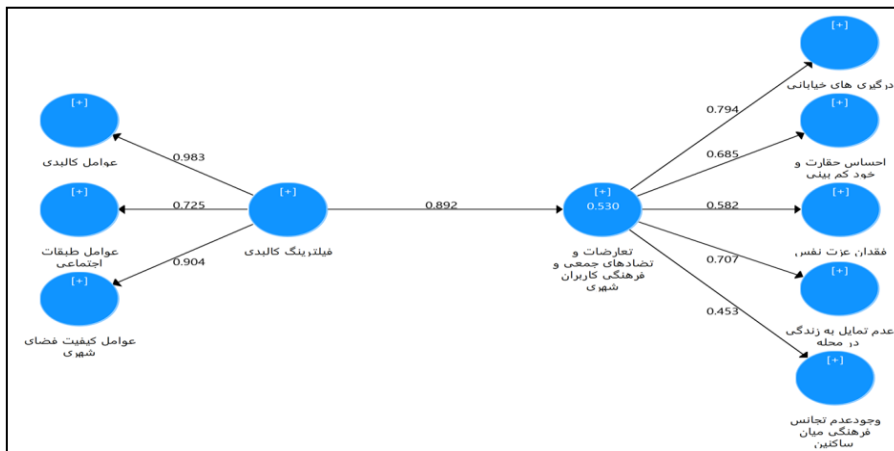 [+]
درگیری های خیابانی
0.794
[+]
احساس حقارت و
خود کم بینی
0.685
[+]
عوامل کالبدی
0.983
[+]
عوامل طبقات
اجتماعی
0.725
[+]
فیلترینگ کالبدی
0.892
[+]
0.530
تعارضات و
تضادهای جمعی و
فرهنگی کاربران
شهری
0.582
[+]
فقدان عزت نفس
0.904
[+]
عوامل کیفیت فضای
شهری
0.707
[+]
عدم تمایل به زندگی
در محله
0.453
[+]
وجودعدم تجانس
فرهنگی میان
ساکنین